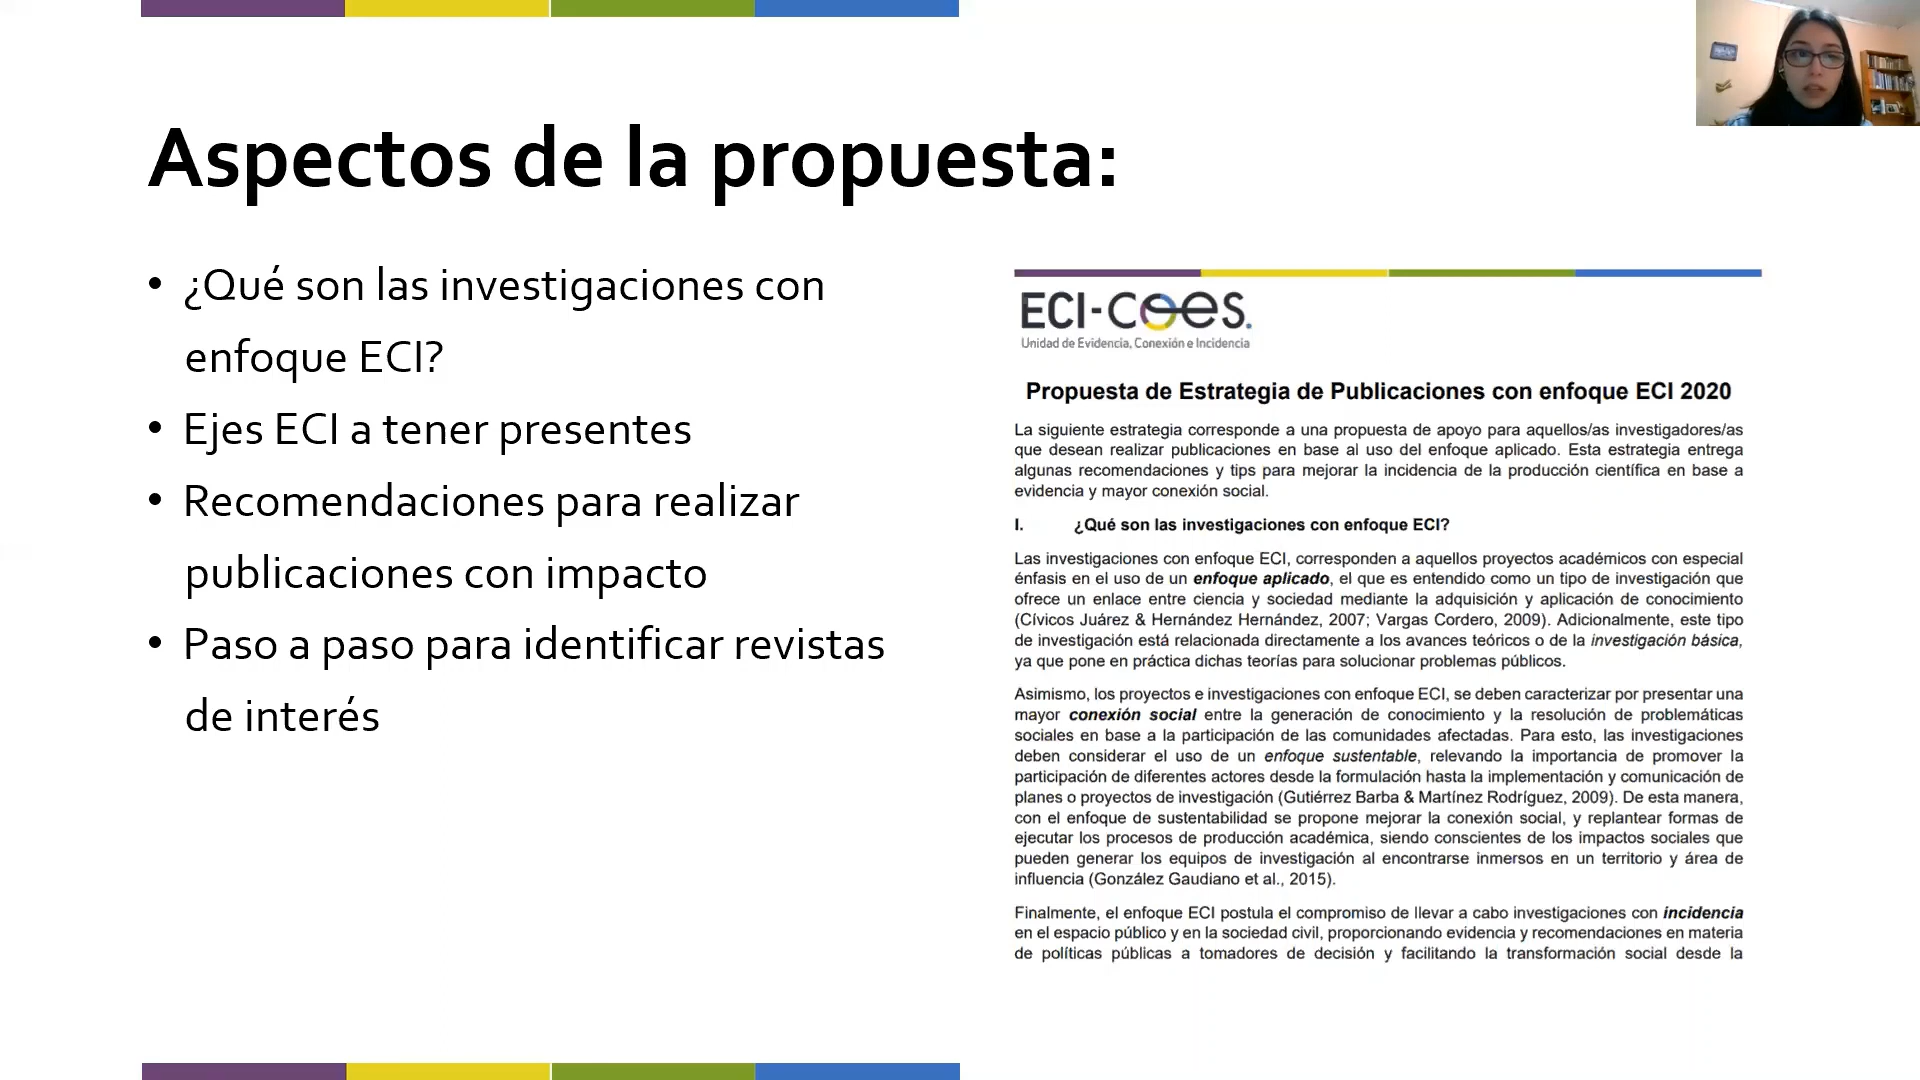 Aspectos de la propuesta:
• ¿Qué son las investigaciones con
enfoque ECI?
• Ejes ECI a tener presentes
• Recomendaciones para realizar
publicaciones con impacto
• Paso a paso para identificar revistas
de interés
ECI-COES.
Unidad de Evidencia, Conexión e Incidencia
Propuesta de Estrategia de Publicaciones con enfoque ECI 2020
La siguiente estrategia corresponde a una propuesta de apoyo para aquellos/as investigadores/as
que desean realizar publicaciones en base al uso del enfoque aplicado. Esta estrategia entrega
algunas recomendaciones y tips para mejorar la incidencia de la producción científica en base a
evidencia y mayor conexión social.
I. ¿Qué son las investigaciones con enfoque ECI?
Las investigaciones con enfoque ECI, corresponden a aquellos proyectos académicos con especial
énfasis en el uso de un enfoque aplicado, el que es entendido como un tipo de investigación que
ofrece un enlace entre ciencia y sociedad mediante la adquisición y aplicación de conocimiento
(Cívicos Juárez & Hernández Hernández, 2007; Vargas Cordero, 2009). Adicionalmente, este tipo
de investigación está relacionada directamente a los avances teóricos o de la investigación básica,
ya que pone en práctica dichas teorías para solucionar problemas públicos.
Asimismo, los proyectos e investigaciones con enfoque ECI, se deben caracterizar por presentar una
mayor conexión social entre la generación de conocimiento y la resolución de problemáticas
sociales en base a la participación de las comunidades afectadas. Para esto, las investigaciones
deben considerar el uso de un enfoque sustentable, relevando la importancia de promover la
participación de diferentes actores desde la formulación hasta la implementación y comunicación de
planes o proyectos de investigación (Gutiérrez Barba & Martínez Rodríguez, 2009). De esta manera,
con el enfoque de sustentabilidad se propone mejorar la conexión social, y replantear formas de
ejecutar los procesos de producción académica, siendo conscientes de los impactos sociales que
pueden generar los equipos de investigación al encontrarse inmersos en un territorio y área de
influencia (González Gaudiano et al., 2015).
Finalmente, el enfoque ECI postula el compromiso de llevar a cabo investigaciones con incidencia
en el espacio público y en la sociedad civil, proporcionando evidencia y recomendaciones en materia
de políticas públicas a tomadores de decisión y facilitando la transformación social desde la